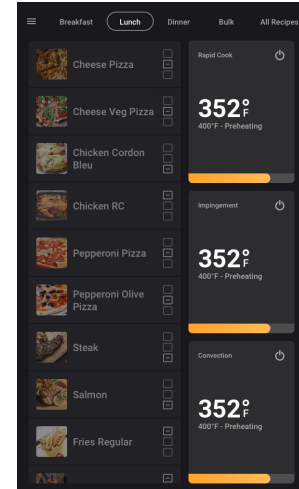 Breakfast
Lunch
Dinner
Bulk
All Recipes
Cheese Pizza
Cheese Veg Pizza
Chicken Cordon
Bleu
Chicken RC
Pepperoni Pizza
Pepperoni Olive
Pizza
Steak
Salmon
Fries Regular
Rapid Cook
352°F
400°F - Preheating
Impingement
352°F
400°F - Preheating
Convection
352°F
400°F - Preheating